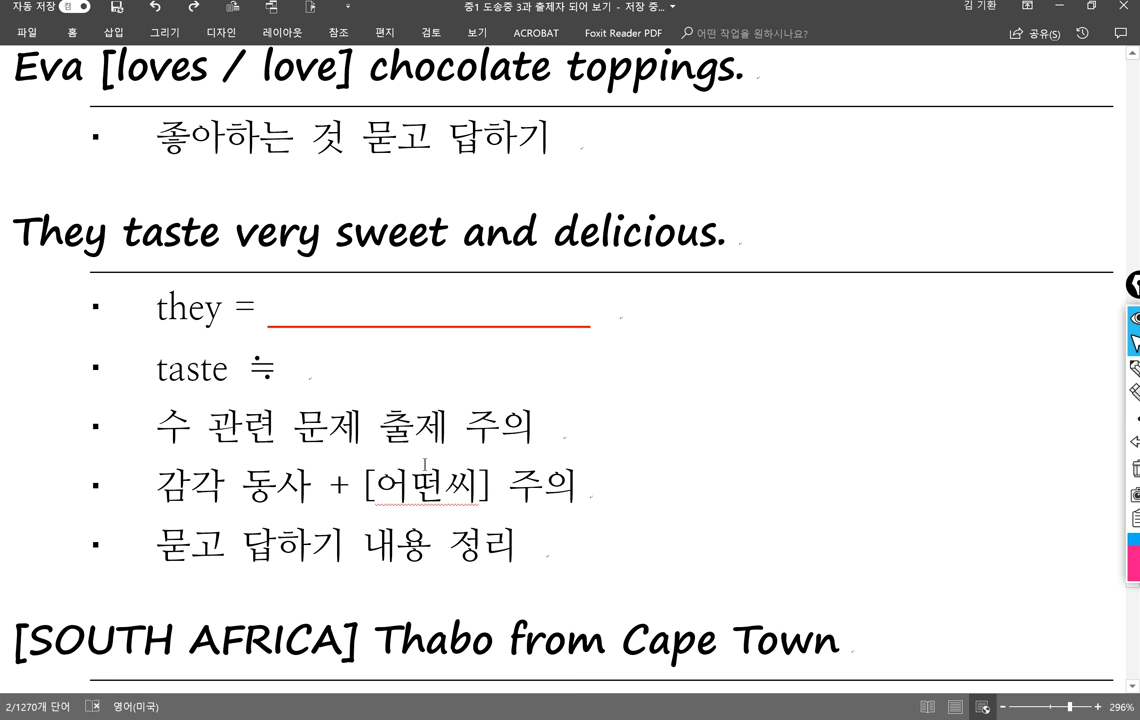 자동 저장 켬 중1 도송중 3과 출제자 되어 보기 - 저장 중... 김 기환
파일 홈 삽입 그리기 디자인 레이아웃 참조 편지 검토 보기 ACROBAT Foxit Reader PDF 어떤 작업을 원하시나요? 공유(S)
Eva [loves / love] chocolate toppings.
▪ 좋아하는 것 묻고 답하기
They taste very sweet and delicious.
▪ they =
▪ taste ≒
▪ 수 관련 문제 출제 주의
▪ 감각 동사 + [어떤씨] 주의
▪ 묻고 답하기 내용 정리
[SOUTH AFRICA] Thabo from Cape Town
2/1270개 단어 영어(미국) 296%